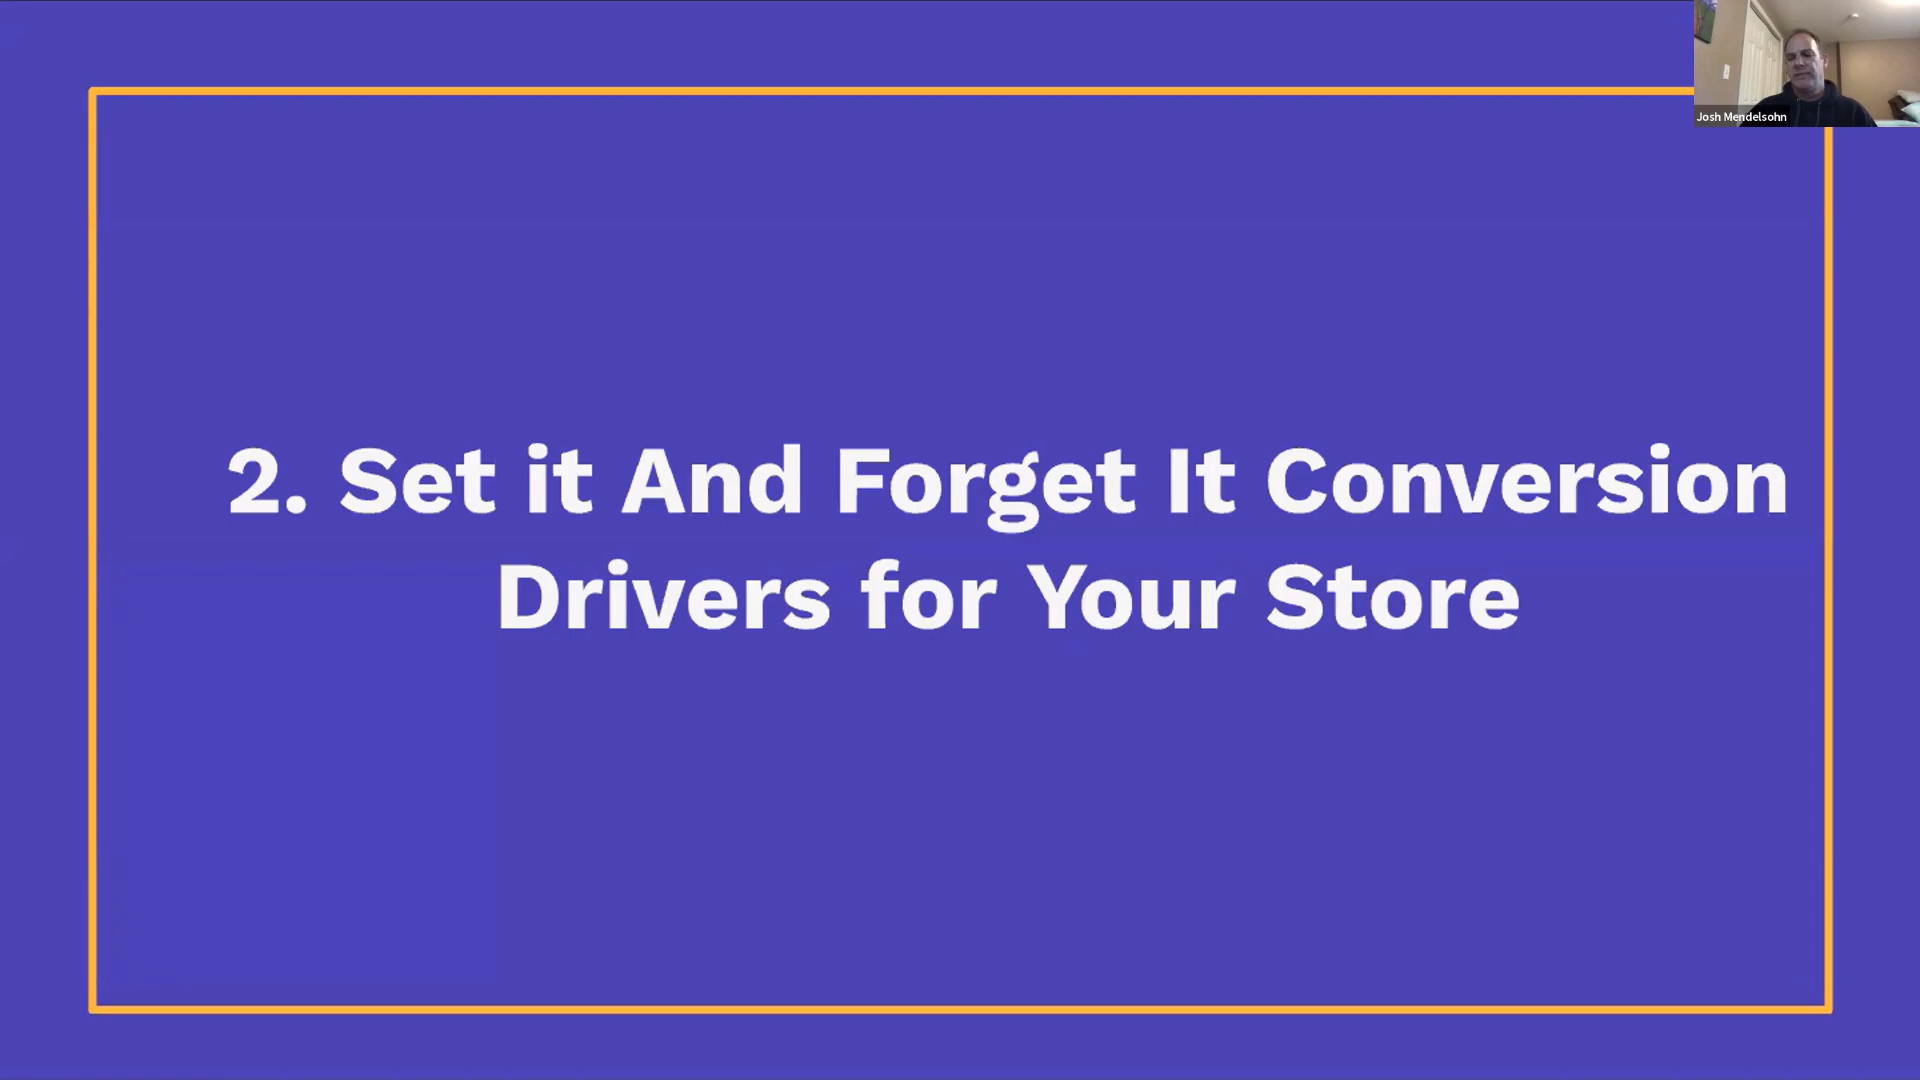 Josh Mendelsohn
2. Set it And Forget It Conversion
Drivers for Your Store